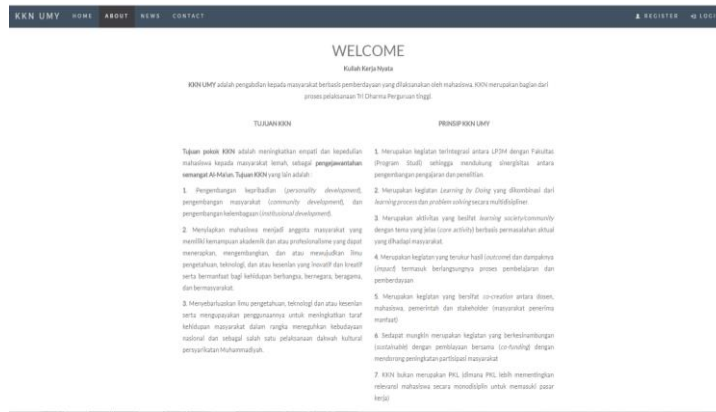 KKN UMY HOME ABOUT NEWS CONTACT REGISTER LOGI
WELCOME
Kuliah Kerja Nyata
KKN UMY adalah pengabdian kepada masyarakat berbasis pemberdayaan yang dilaksanakan oleh mahasiswa. KKN merupakan bagian dari
proses pelaksanaan Tri Dharma Perguruan tinggi
TUJUAN KKN
Tujuan pokok KKN adalah meningkatkan empati dan kepedulian
mahasiswa kepada masyarakat lemah, sebagai pengejawantahan
semangat Al-Maun. Tujuan KKN yang lain adalah:
1. Pengembangan kepribadian (personality development),
pengembangan masyarakat (community development), dan
pengembangan kelembagaan (institutional development).
2. Menyiapkan mahasiswa menjadi anggota masyarakat yang
memiliki kemampuan akademik dan atau profesionalisme yang dapat
menerapkan, mengembangkan, dan atau mewujudkan ilmu
pengetahuan, teknologi, dan atau kesenian yang inovatif dan kreatif
serta bermanfaat bagi kehidupan berbangsa, bernegara, beragama,
dan bermasyarakat.
3. Menyebarluaskan ilmu pengetahuan, teknologi dan atau kesenian
serta mengupayakan penggunaannya untuk meningkatkan taraf
kehidupan masyarakat dalam rangka meneguhkan kebudayaan
nasional dan sebagai salah satu pelaksanaan dakwah kultural
persyarikatan Muhammadiyah.
PRINSIP KKN UMY
1. Merupakan kegiatan terintegrasi antara LP3M dengan Fakultas
(Program Studi) sehingga mendukung sinergisitas antara
pengembangan pengajaran dan penelitian.
2. Merupakan kegiatan Learning by Doing yang dikombinasi dari
learning process dan problem solving secara multidisipliner.
3. Merupakan aktivitas yang besifat learning society/community
dengan tema yang jelas (core activity) berbasis permasalahan aktual
yang dihadapi masyarakat.
4. Merupakan kegiatan yang terukur hasil (outcome) dan dampaknya
(impact) termasuk berlangsungnya proses pembelajaran dan
pemberdayaan
5. Merupakan kegiatan yang bersifat co-creation antara dosen,
mahasiswa, pemerintah dan stakeholder (masyarakat penerima
manfaat)
6. Sedapat mungkin merupakan kegiatan yang berkesinambungan
(sustainable) dengan pembiayaan bersama (co-funding) dengan
mendorong peningkatan partisipasi masyarakat
7. KKN bukan merupakan PKL (dimana PKL lebih mementingkan
relevansi mahasiswa secara monodisiplin untuk memasuki pasar
kerja)